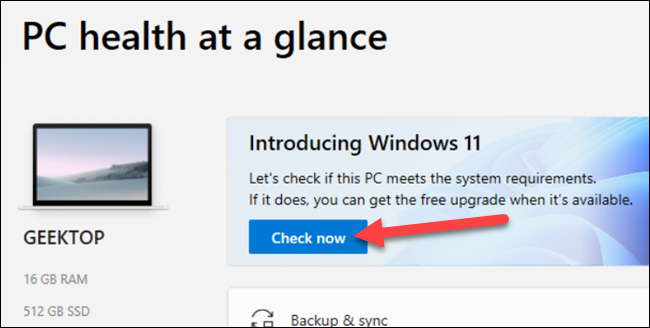 PC health at a glance
Introducing Windows 11
Let's check if this PC meets the system requirements.
If it does, you can get the free upgrade when it's available.
Check now
GEEKTOP
16 GB RAM
512 GB SSD
Backup & sync